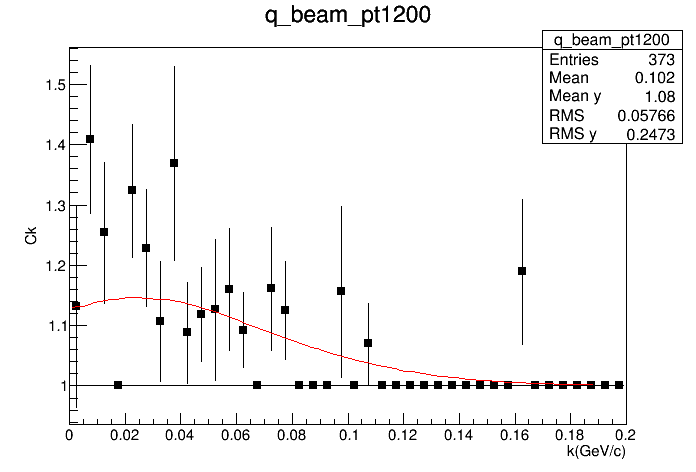 q_beam_pt1200
q_beam_pt1200
Entries 373
Mean 0.102
Mean y 1.08
RMS 0.05766
RMS y 0.2473
Ck
1.5
1.4
1.3
1.2
1.1
1
0 0.02 0.04 0.06 0.08 0.1 0.12 0.14 0.16 0.18 0.2
k(GeV/c)